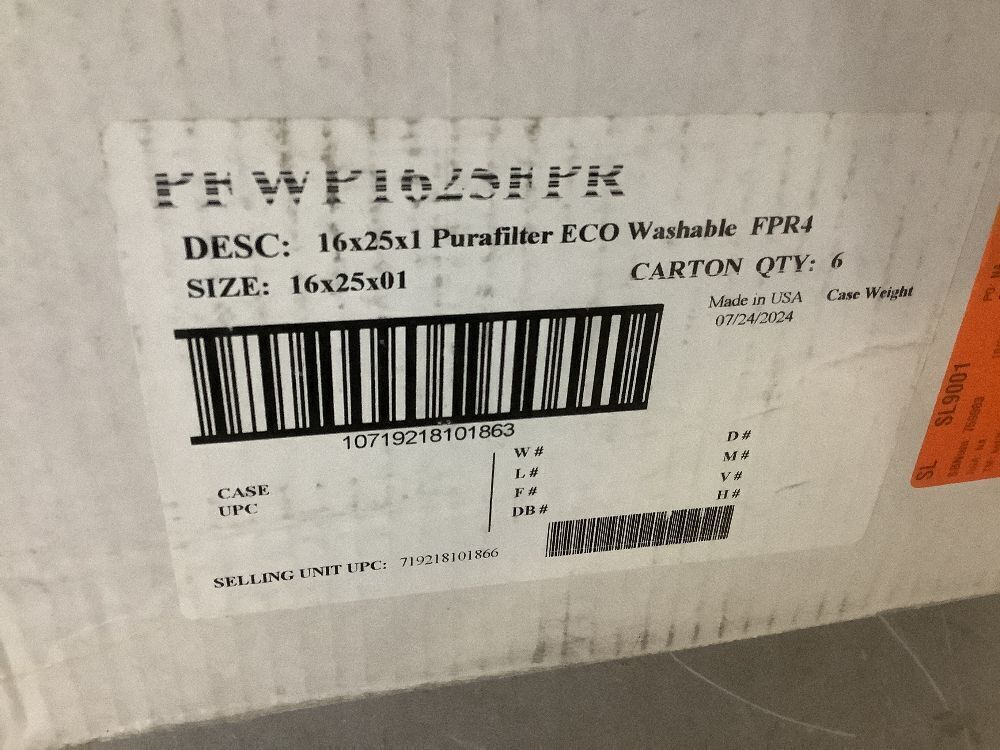 PFWP1625FPR
DESC: 16x25x1 Purafilter ECO Washable FPR4
SIZE: 16x25x01
CARTON QTY: 6
Made in USA Case Weight
07/24/2024
10719218101863
CASE
UPC
W #
L #
F #
DB #
D #
M #
V #
H #
SELLING UNIT UPC: 719218101866
SL SL9001